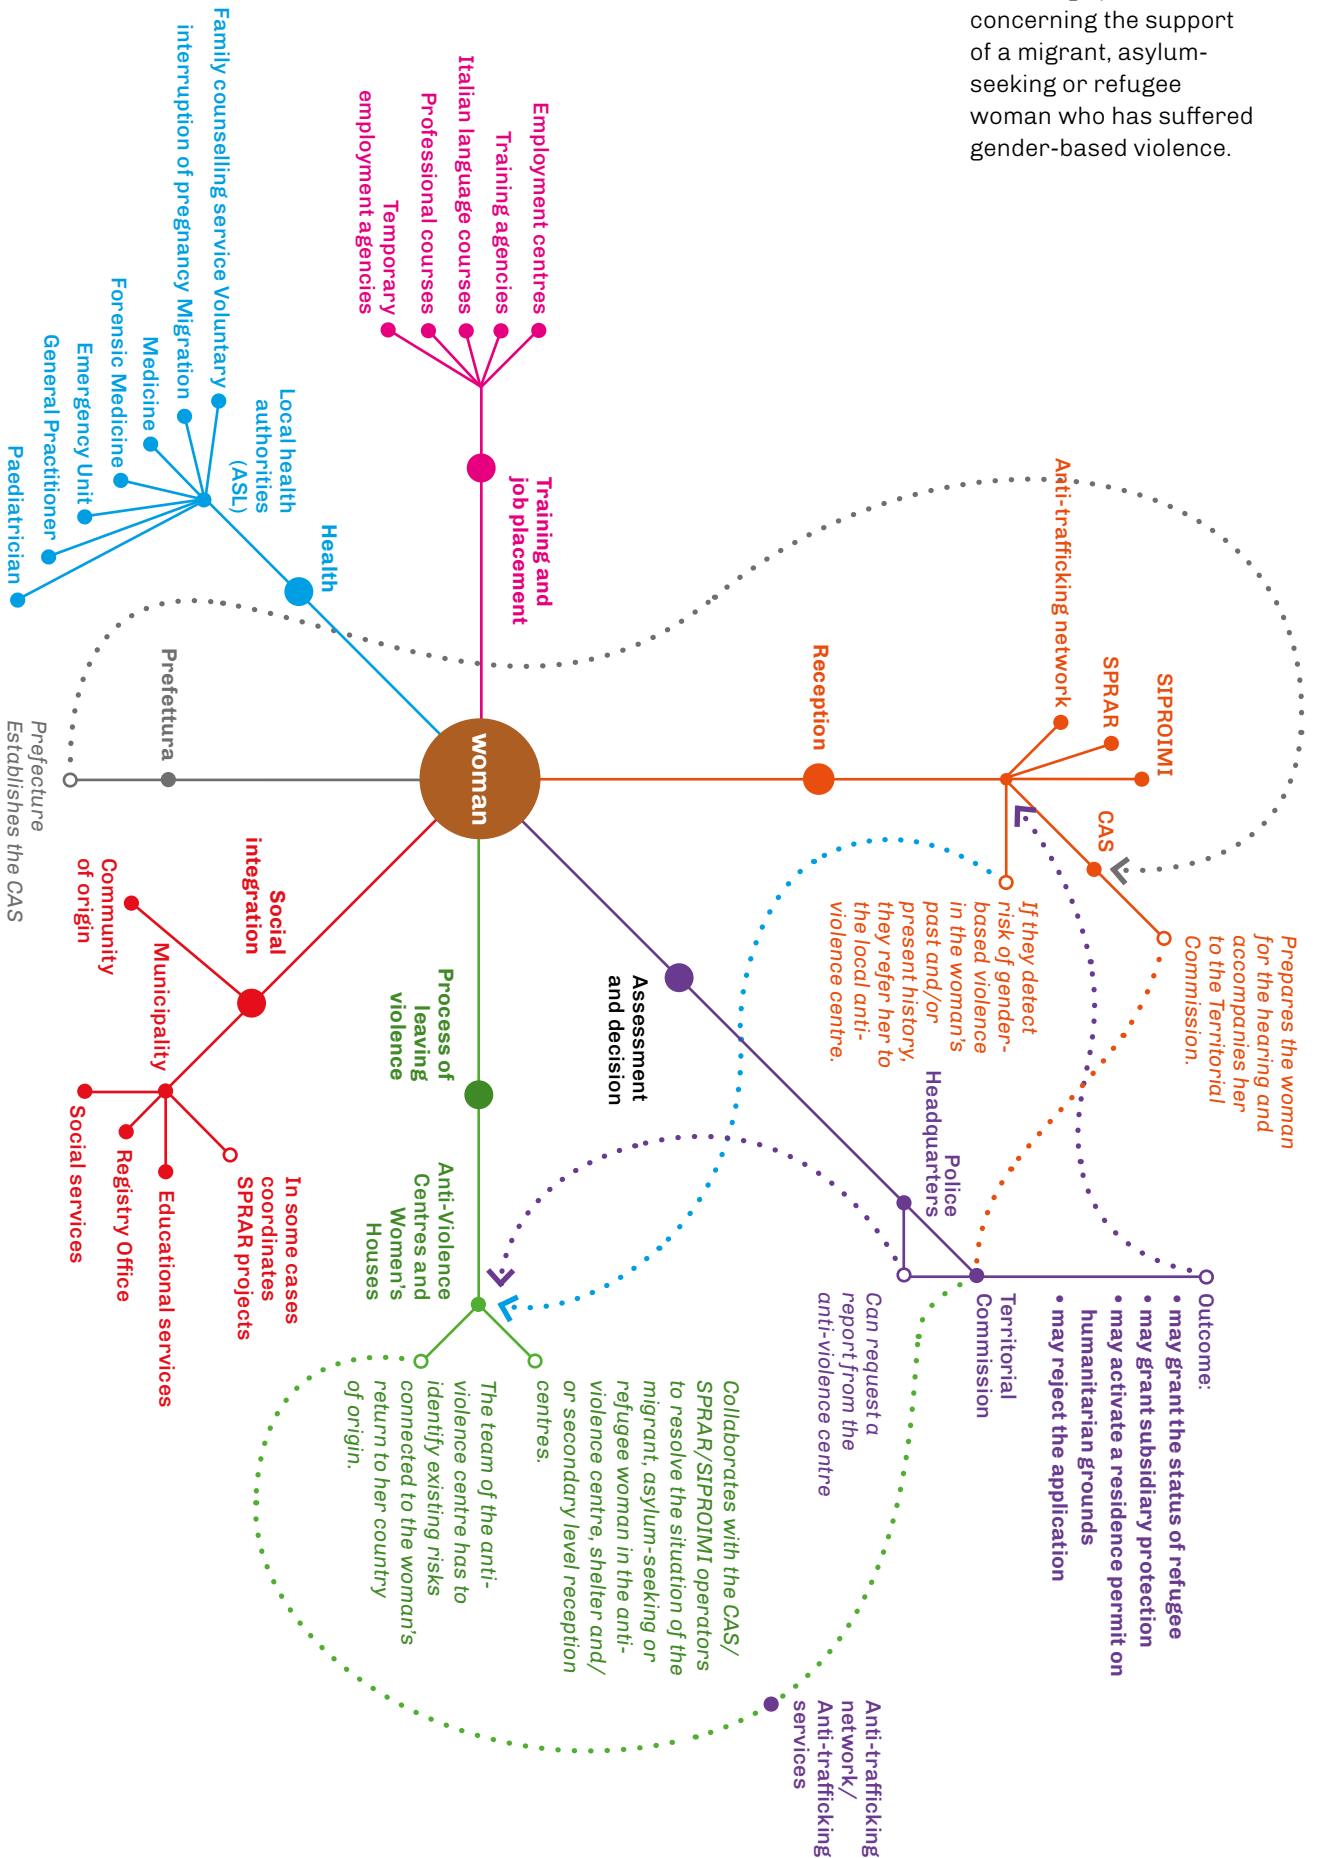 concerning the support
of a migrant, asylum-
seeking or refugee
woman who has suffered
gender-based violence.
Employment centres
Training agencies
Italian language courses
Professional courses
Temporary
employment agencies
Training and
job placement
Family counselling service Voluntary
interruption of pregnancy Migration
Medicine
Forensic Medicine
Emergency Unit
General Practitioner
Paediatrician
Local health
authorities
(ASL)
Health
Prefettura
Prefecture
Establishes the CAS
woman
Reception
Anti-trafficking network
SPRAR
SIPROIMI
CAS
Prepares the woman
for the hearing and
accompanies her
to the Territorial
Commission.
If they detect
risk of gender-
based violence
in the woman's
past and/or
present history,
they refer her to
the local anti-
violence centre.
Assessment
and decision
Police
Headquarters
Territorial
Commission
Can request a
report from the
anti-violence centre
Outcome:
• may grant the status of refugee
• may grant subsidiary protection
• may activate a residence permit on
humanitarian grounds
• may reject the application
Anti-trafficking
network/
Anti-trafficking
services
Process of
leaving
violence
Anti-Violence
Centres and
Women's
Houses
Collaborates with the CAS/
SPRAR/SIPROIMI operators
to resolve the situation of the
migrant, asylum-seeking or
refugee woman in the anti-
violence centre, shelter and/
or secondary level reception
centres.
The team of the anti-
violence centre has to
identify existing risks
connected to the woman's
return to her country
of origin.
Social
integration
Community
of origin
Municipality
In some cases
coordinates
SPRAR projects
Educational services
Registry Office
Social services